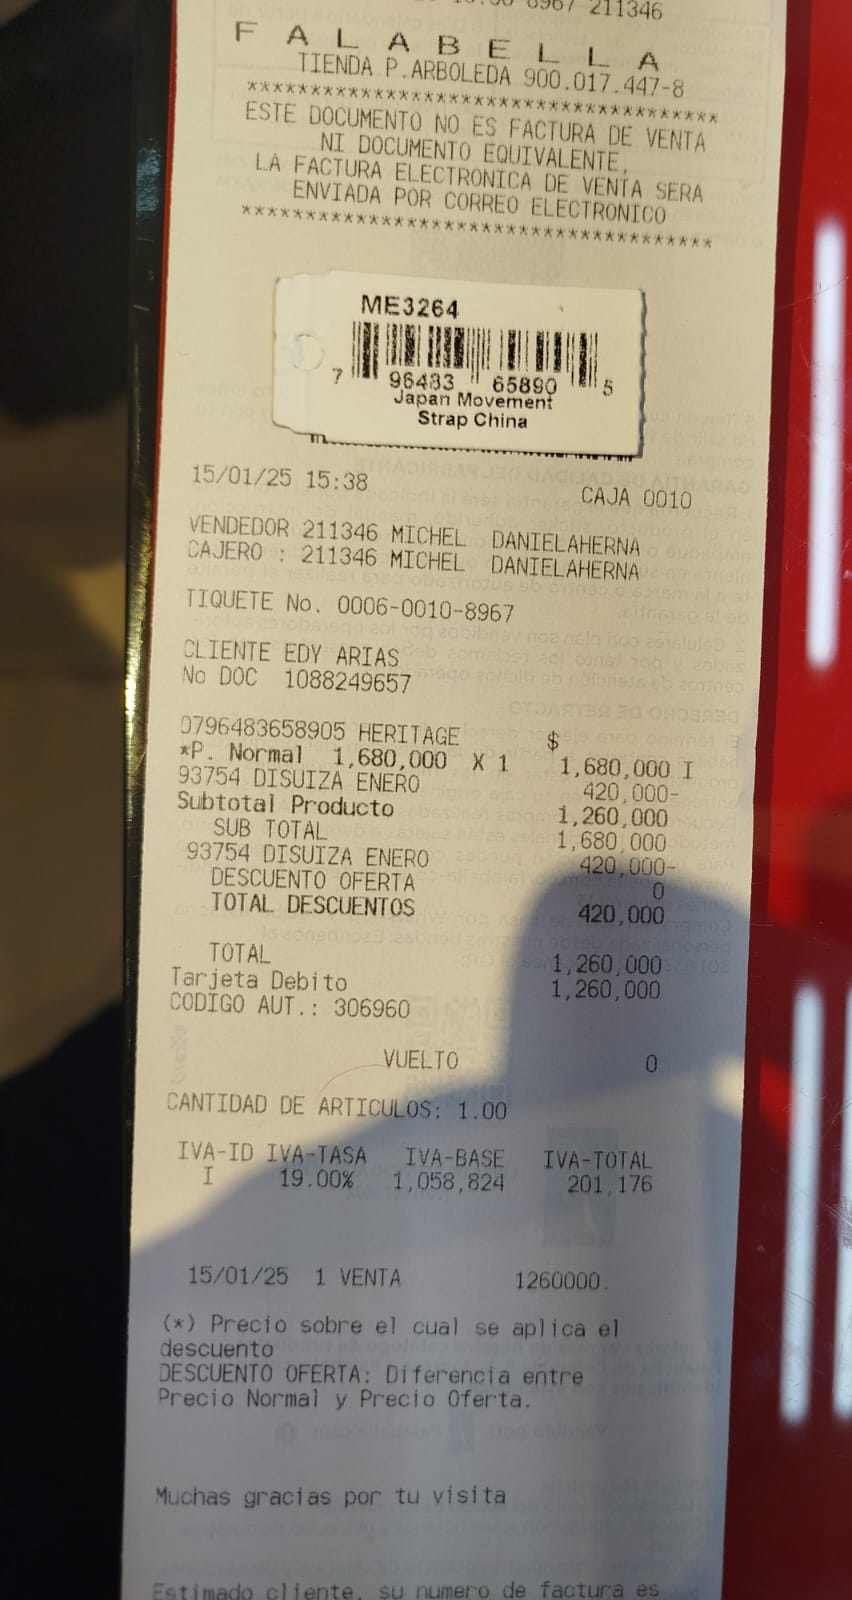 8967 211346
F A L A B E L L A
TIENDA P.ARBOLEDA 900.017.447-8
*************************************
ESTE DOCUMENTO NO ES FACTURA DE VENTA
NI DOCUMENTO EQUIVALENTE,
LA FACTURA ELECTRONICA DE VENTA SERA
ENVIADA POR CORREO ELECTRONICO
*************************************
ME3264
7 96483 65890 5
Japan Movement
Strap China
15/01/25 15:38 CAJA 0010
VENDEDOR 211346 MICHEL DANIELAHERNA
CAJERO : 211346 MICHEL DANIELAHERNA
TIQUETE No. 0006-0010-8967
CLIENTE EDY ARIAS
No DOC 1088249657
0796483658905 HERITAGE $
*P. Normal 1,680,000 X 1 1,680,000 I
93754 DISUIZA ENERO 420,000-
Subtotal Producto 1,260,000
SUB TOTAL 1,680,000
93754 DISUIZA ENERO 420,000-
DESCUENTO OFERTA 0
TOTAL DESCUENTOS 420,000
TOTAL 1,260,000
Tarjeta Debito 1,260,000
CODIGO AUT.: 306960
VUELTO 0
CANTIDAD DE ARTICULOS: 1.00
IVA-ID IVA-TASA IVA-BASE IVA-TOTAL
I 19.00% 1,058,824 201,176
15/01/25 1 VENTA 1260000.
(*) Precio sobre el cual se aplica el
descuento
DESCUENTO OFERTA: Diferencia entre
Precio Normal y Precio Oferta.
Muchas gracias por tu visita
Estimado cliente, su numero de factura es